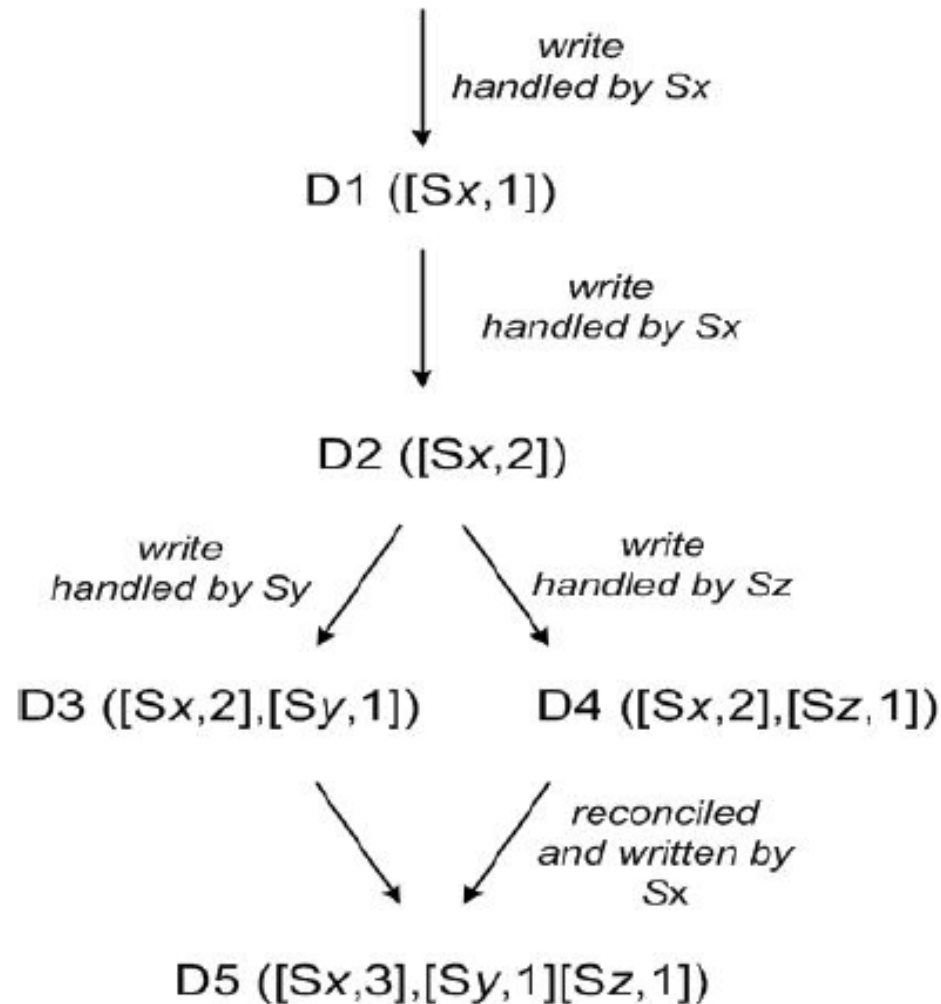 write
handled by Sx
D1 ([Sx,1])
write
handled by Sx
D2 ([Sx,2])
write
handled by Sy
write
handled by Sz
D3 ([Sx,2],[Sy,1])
D4 ([Sx,2],[Sz,1])
reconciled
and written by
Sx
D5 ([Sx,3],[Sy,1][Sz,1])